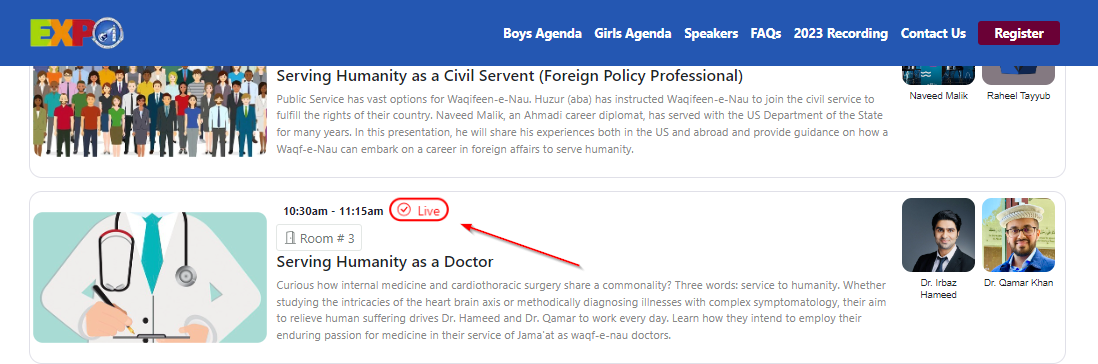 EXPO
Boys Agenda Girls Agenda Speakers FAQs 2023 Recording Contact Us Register
Serving Humanity as a Civil Servent (Foreign Policy Professional)
Public Service has vast options for Waqifeen-e-Nau. Huzur (aba) has instructed Waqifeen-e-Nau to join the civil service to
fulfill the rights of their country. Naveed Malik, an Ahmadi career diplomat, has served with the US Department of the State
for many years. In this presentation, he will share his experiences both in the US and abroad and provide guidance on how a
Waqf-e-Nau can embark on a career in foreign affairs to serve humanity.
Naveed Malik
Raheel Tayyub
10:30am - 11:15am Live
Room # 3
Serving Humanity as a Doctor
Curious how internal medicine and cardiothoracic surgery share a commonality? Three words: service to humanity. Whether
studying the intricacies of the heart brain axis or methodically diagnosing illnesses with complex symptomatology, their aim
to relieve human suffering drives Dr. Hameed and Dr. Qamar to work every day. Learn how they intend to employ their
enduring passion for medicine in their service of Jama'at as waqf-e-nau doctors.
Dr. Irbaz
Hameed
Dr. Qamar Khan